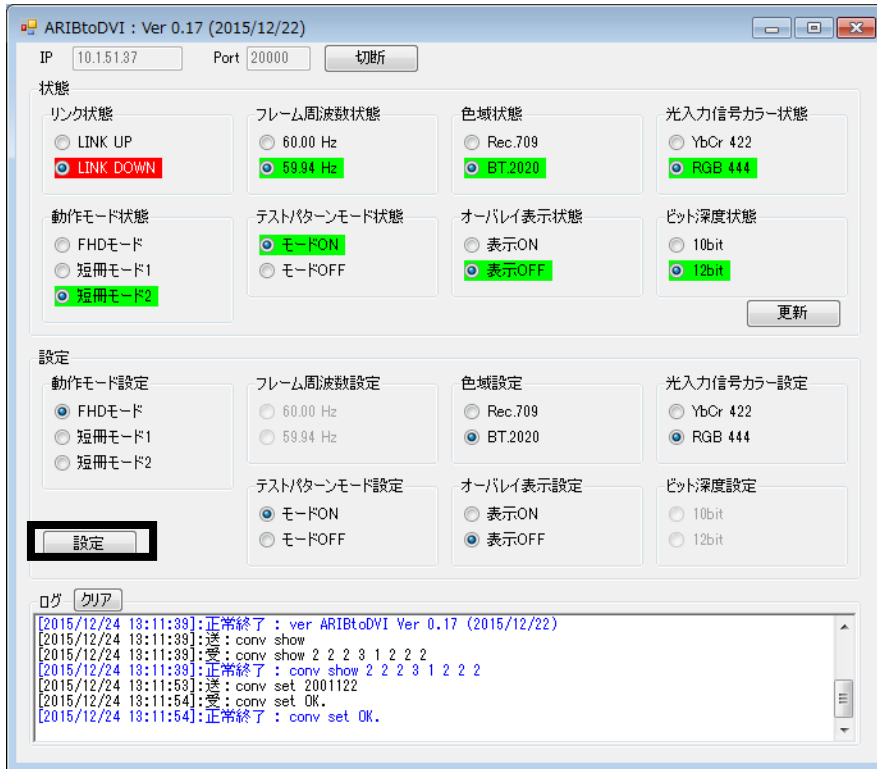 ARIBtoDVI : Ver 0.17 (2015/12/22)
IP 10.1.51.37 Port 20000 切断
状態
リンク状態 フレーム周波数状態 色域状態 光入力信号カラー状態
LINK UP 60.00 Hz Rec.709 YbCr 422
LINK DOWN 59.94 Hz BT.2020 RGB 444
動作モード状態 テストパターンモード状態 オーバレイ表示状態 ビット深度状態
FHDモード モードON 表示ON 10bit
短冊モード1 モードOFF 表示OFF 12bit
短冊モード2
更新
設定
動作モード設定 フレーム周波数設定 色域設定 光入力信号カラー設定
FHDモード 60.00 Hz Rec.709 YbCr 422
短冊モード1 59.94 Hz BT.2020 RGB 444
短冊モード2
テストパターンモード設定 オーバレイ表示設定 ビット深度設定
モードON 表示ON 10bit
設定 モードOFF 表示OFF 12bit
ログ クリア
[2015/12/24 13:11:39]:正常終了 : ver ARIBtoDVI Ver 0.17 (2015/12/22)
[2015/12/24 13:11:39]:送 : conv show
[2015/12/24 13:11:39]:受 : conv show 2 2 2 3 1 2 2 2
[2015/12/24 13:11:39]:正常終了 : conv show 2 2 2 3 1 2 2 2
[2015/12/24 13:11:53]:送 : conv set 2001122
[2015/12/24 13:11:54]:受 : conv set OK.
[2015/12/24 13:11:54]:正常終了 : conv set OK.